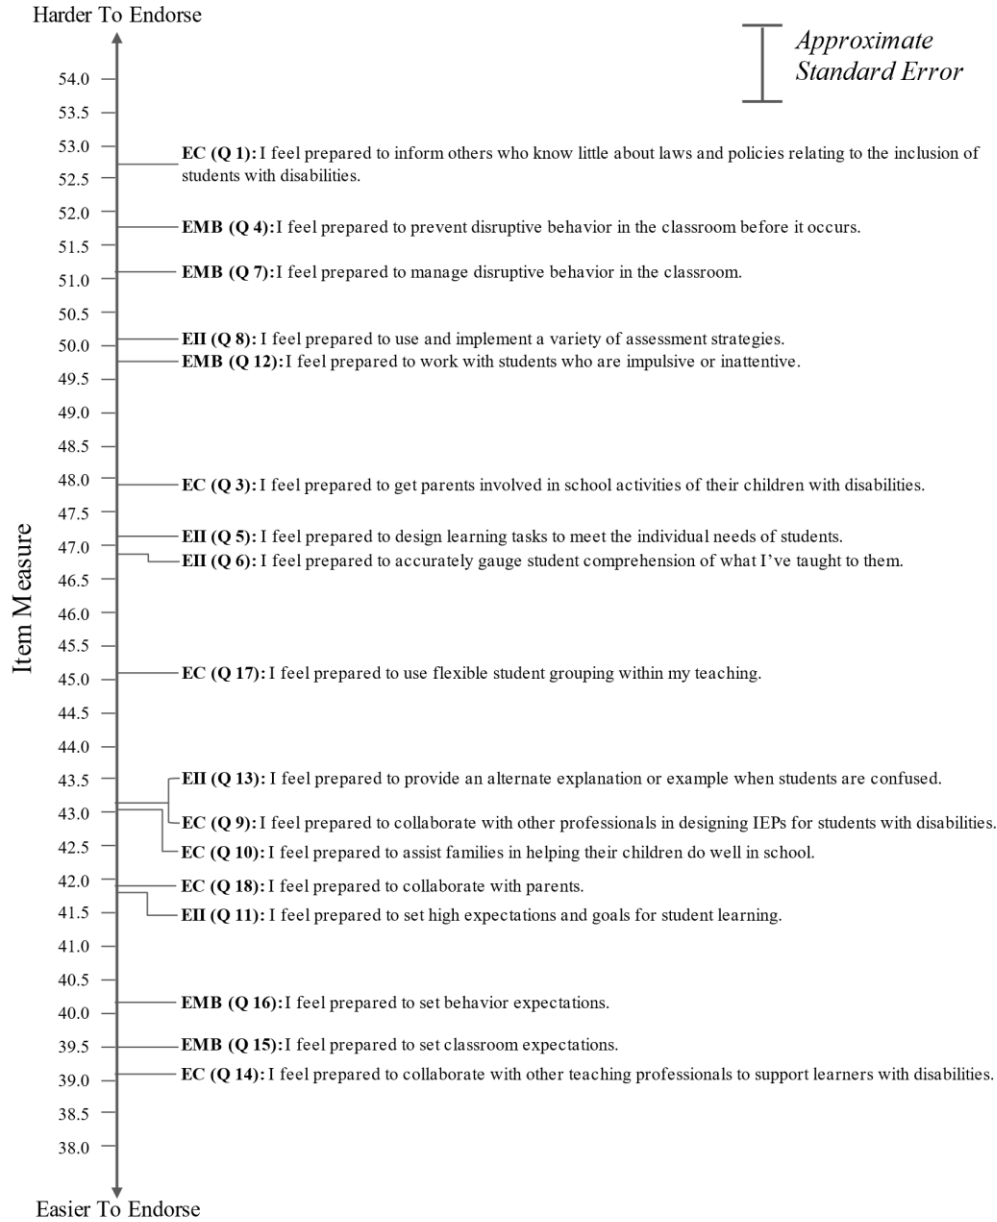 Harder To Endorse
Approximate
Standard Error
54.0
53.5
53.0
EC (Q 1): I feel prepared to inform others who know little about laws and policies relating to the inclusion of
students with disabilities.
52.5
52.0
EMB (Q 4): I feel prepared to prevent disruptive behavior in the classroom before it occurs.
51.5
EMB (Q 7): I feel prepared to manage disruptive behavior in the classroom.
51.0
50.5
EII (Q 8): I feel prepared to use and implement a variety of assessment strategies.
50.0
EMB (Q 12): I feel prepared to work with students who are impulsive or inattentive.
49.5
49.0
48.5
48.0
EC (Q 3): I feel prepared to get parents involved in school activities of their children with disabilities.
47.5
EII (Q 5): I feel prepared to design learning tasks to meet the individual needs of students.
47.0
EII (Q 6): I feel prepared to accurately gauge student comprehension of what I've taught to them.
46.5
46.0
Item Measure
45.5
EC (Q 17): I feel prepared to use flexible student grouping within my teaching.
45.0
44.5
44.0
43.5
EII (Q 13): I feel prepared to provide an alternate explanation or example when students are confused.
43.0
EC (Q 9): I feel prepared to collaborate with other professionals in designing IEPs for students with disabilities.
42.5
EC (Q 10): I feel prepared to assist families in helping their children do well in school.
42.0
EC (Q 18): I feel prepared to collaborate with parents.
41.5
EII (Q 11): I feel prepared to set high expectations and goals for student learning.
41.0
40.5
EMB (Q 16): I feel prepared to set behavior expectations.
40.0
39.5
EMB (Q 15): I feel prepared to set classroom expectations.
39.0
EC (Q 14): I feel prepared to collaborate with other teaching professionals to support learners with disabilities.
38.5
38.0
Easier To Endorse